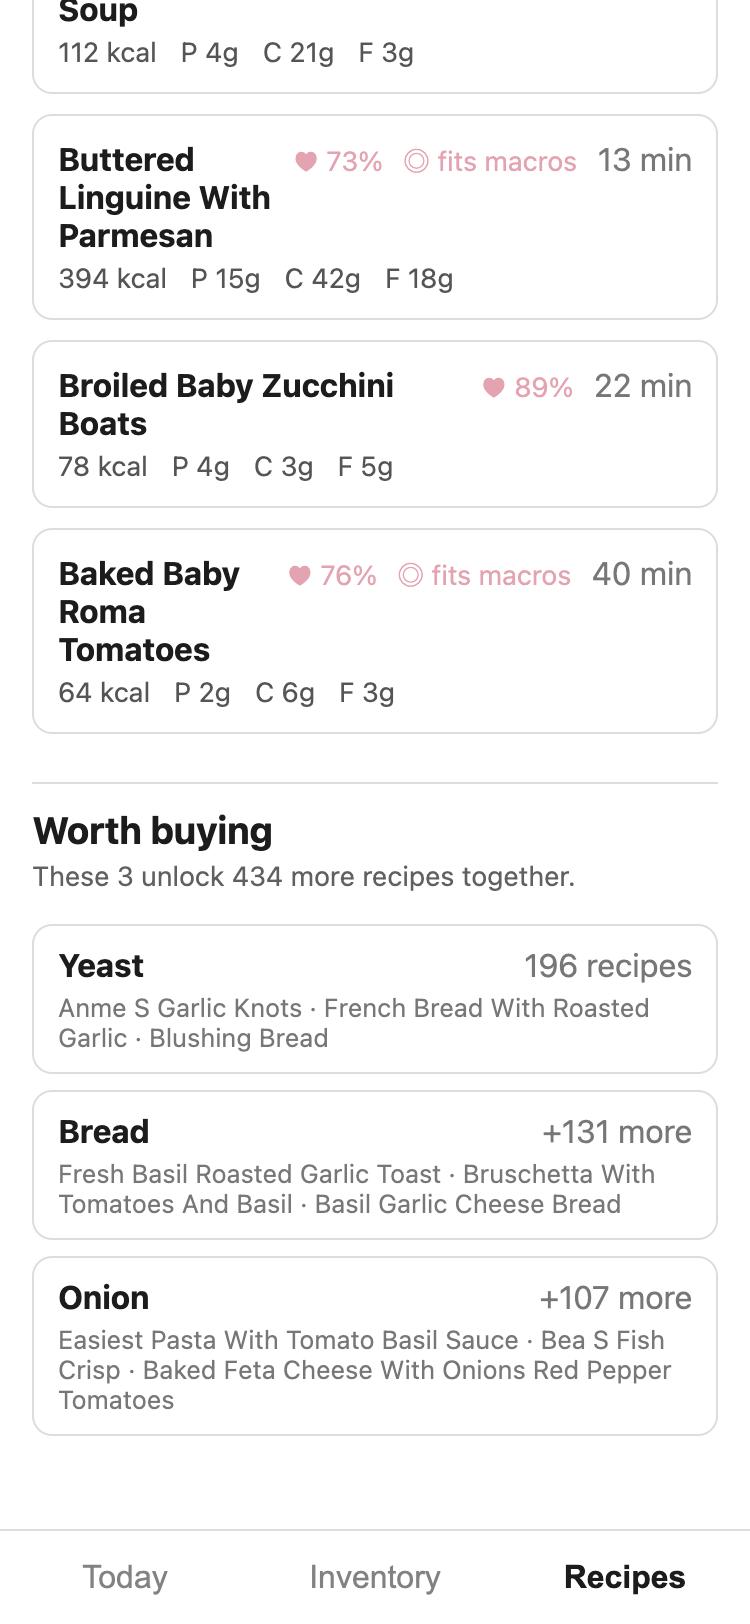 Soup
112 kcal P 4g C 21g F 3g
Buttered Linguine With Parmesan 73% fits macros 13 min
394 kcal P 15g C 42g F 18g
Broiled Baby Zucchini Boats 89% 22 min
78 kcal P 4g C 3g F 5g
Baked Baby Roma Tomatoes 76% fits macros 40 min
64 kcal P 2g C 6g F 3g
Worth buying
These 3 unlock 434 more recipes together.
Yeast 196 recipes
Anme S Garlic Knots · French Bread With Roasted
Garlic · Blushing Bread
Bread +131 more
Fresh Basil Roasted Garlic Toast · Bruschetta With
Tomatoes And Basil · Basil Garlic Cheese Bread
Onion +107 more
Easiest Pasta With Tomato Basil Sauce · Bea S Fish
Crisp · Baked Feta Cheese With Onions Red Pepper
Tomatoes
Today Inventory Recipes